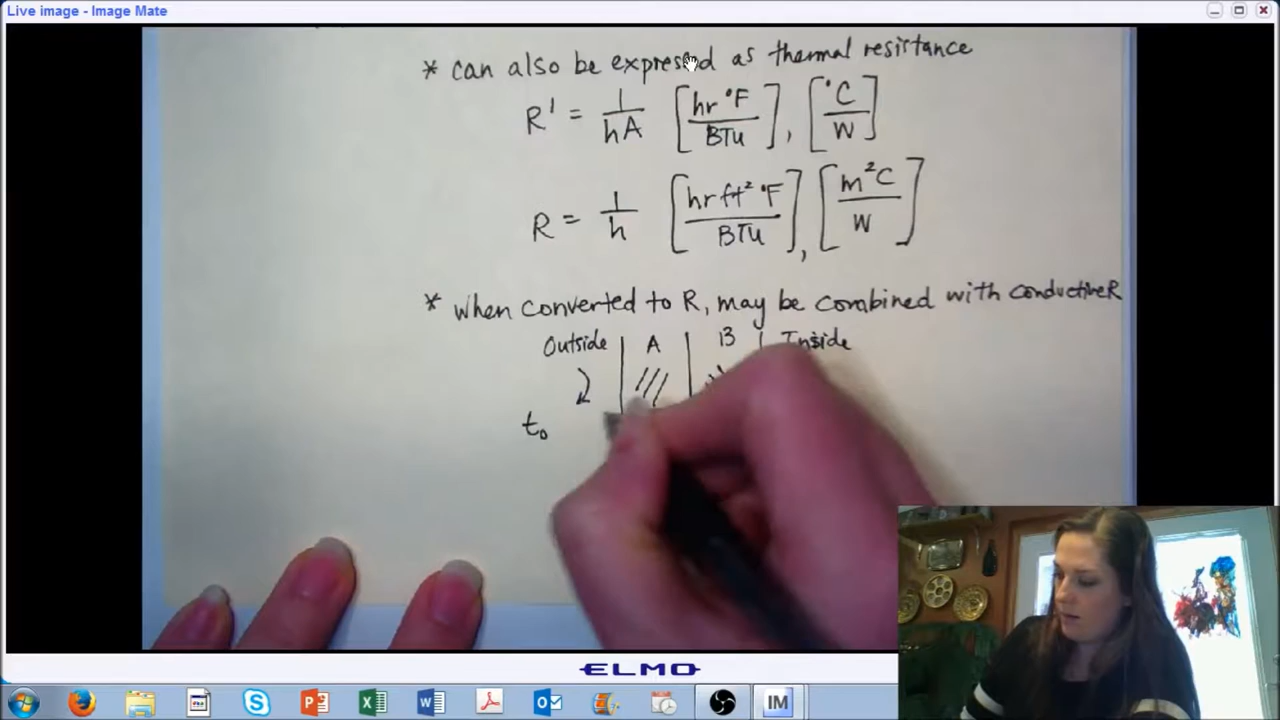 Live image - Image Mate
* can also be expressed as thermal resistance
R' = 1/hA [hr °F/BTu], [°C/W]
R = 1/h [hr ft² °F/BTu], [m²C/W]
* when converted to R, may be combined with conductive R
Outside A B Inside
t₀
ELMO